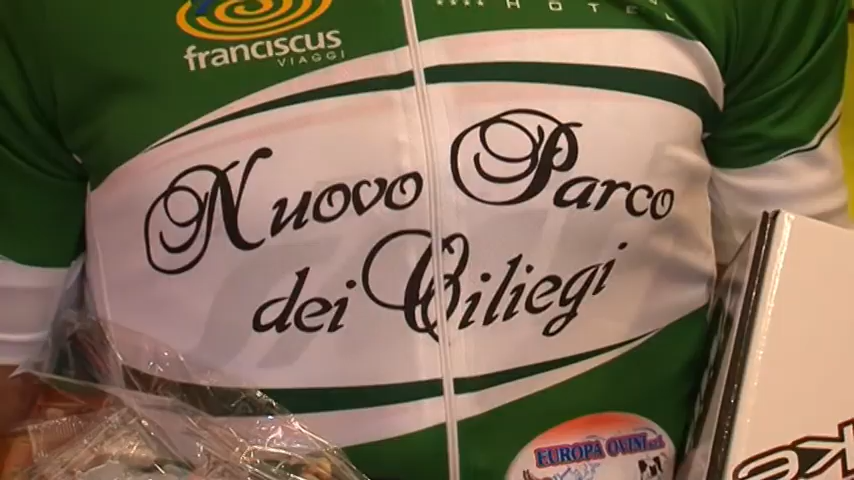 franciscus
VIAGGI
HOTEL
Nuovo Parco
dei Ciliegi
EUROPA OVINI s.r.l.